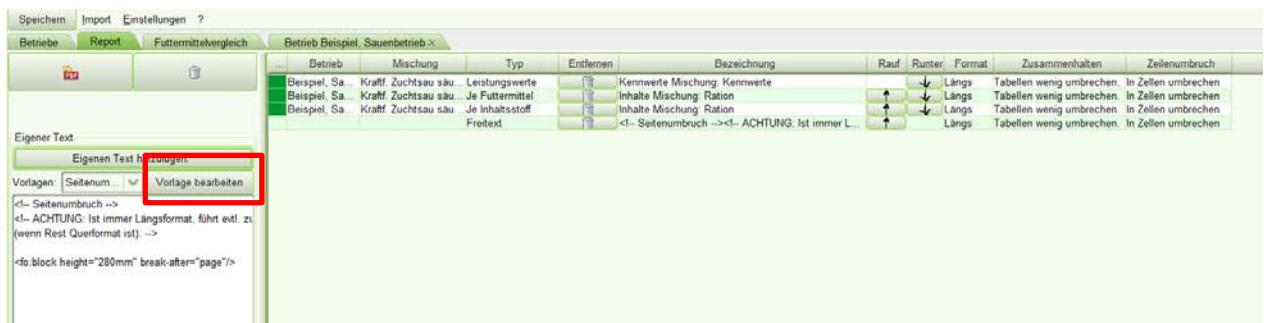 Speichern Import Einstellungen ?
Betriebe Report Futtermittelvergleich Betrieb Beispiel, Sauenbetrieb ×
... Betrieb Mischung Typ Entfernen Bezeichnung Rauf Runter Format Zusammenhalten Zeilenumbruch
Beispiel, Sa... Kraftf. Zuchtsau säu... Leistungswerte Kennwerte Mischung: Kennwerte Längs Tabellen wenig umbrechen. In Zellen umbrechen
Beispiel, Sa... Kraftf. Zuchtsau säu... Je Futtermittel Inhalte Mischung: Ration Längs Tabellen wenig umbrechen. In Zellen umbrechen
Beispiel, Sa... Kraftf. Zuchtsau säu... Je Inhaltsstoff Inhalte Mischung: Ration Längs Tabellen wenig umbrechen. In Zellen umbrechen
Freitext <!-- Seitenumbruch --><!-- ACHTUNG: Ist immer L... Längs Tabellen wenig umbrechen. In Zellen umbrechen
Eigener Text
Eigenen Text hinzufügen.
Vorlagen: Seitenum... Vorlage bearbeiten
<!-- Seitenumbruch -->
<!-- ACHTUNG: Ist immer Längsformat, führt evtl. zu
(wenn Rest Querformat ist). -->
<fo:block height="280mm" break-after="page"/>